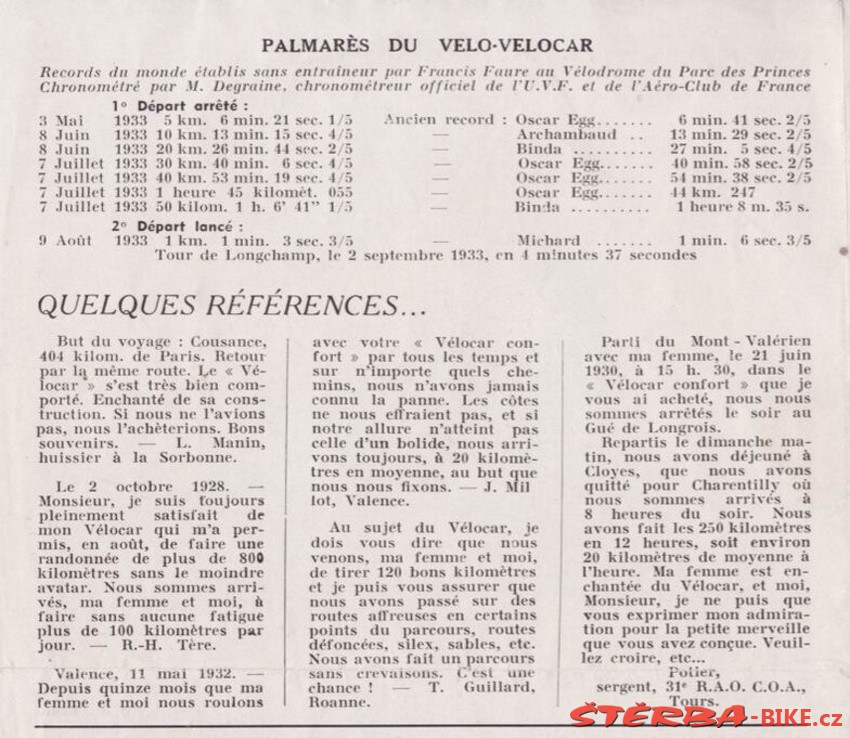 PALMARÈS DU VELO-VELOCAR
Records du monde établis sans entraîneur par Francis Faure au Vélodrome du Parc des Princes
Chronométré par M. Degraine, chronométreur officiel de l'U.V.F. et de l'Aéro-Club de France
1° Départ arrêté :
3 Mai 1933 5 km. 6 min. 21 sec. 1/5 Ancien record : Oscar Egg....... 6 min. 41 sec. 2/5
8 Juin 1933 10 km. 13 min. 15 sec. 4/5 — Archambaud .. 13 min. 29 sec. 2/5
8 Juin 1933 20 km. 26 min. 44 sec. 2/5 — Binda .......... 27 min. 5 sec. 4/5
7 Juillet 1933 30 km. 40 min. 6 sec. 4/5 — Oscar Egg....... 40 min. 58 sec. 2/5
7 Juillet 1933 40 km. 53 min. 19 sec. 4/5 — Oscar Egg....... 54 min. 38 sec. 2/5
7 Juillet 1933 1 heure 45 kilomèt. 055 — Oscar Egg....... 44 km. 247
7 Juillet 1933 50 kilom. 1 h. 6' 41" 1/5 — Binda .......... 1 heure 8 m. 35 s.
2° Départ lancé :
9 Août 1933 1 km. 1 min. 3 sec. 3/5 — Michard ....... 1 min. 6 sec. 3/5
Tour de Longchamp, le 2 septembre 1933, en 4 minutes 37 secondes
QUELQUES RÉFÉRENCES...
But du voyage : Cousance,
404 kilom. de Paris. Retour
par la même route. Le « Vé-
locar » s'est très bien com-
porté. Enchanté de sa cons-
truction. Si nous ne l'avions
pas, nous l'achèterions. Bons
souvenirs. — L. Manin,
huissier à la Sorbonne.
Le 2 octobre 1928. —
Monsieur, je suis toujours
pleinement satisfait de
mon Vélocar qui m'a per-
mis, en août, de faire une
randonnée de plus de 800
kilomètres sans le moindre
avatar. Nous sommes arri-
vés, ma femme et moi, à
faire sans aucune fatigue
plus de 100 kilomètres par
jour. — R.-H. Tère.
Valence, 11 mai 1932. —
Depuis quinze mois que ma
femme et moi nous roulons
avec votre « Vélocar con-
fort » par tous les temps et
sur n'importe quels che-
mins, nous n'avons jamais
connu la panne. Les côtes
ne nous effraient pas, et si
notre allure n'atteint pas
celle d'un bolide, nous arri-
vons toujours, à 20 kilomè-
tres en moyenne, au but que
nous nous fixons. — J. Mil
lot, Valence.
Au sujet du Vélocar, je
dois vous dire que nous
venons, ma femme et moi,
de tirer 120 bons kilomètres
et je puis vous assurer que
nous avons passé sur des
routes affreuses en certains
points du parcours, routes
défoncées, silex, sables, etc.
Nous avons fait un parcours
sans crevaisons. C'est une
chance ! — T. Guillard,
Roanne.
Parti du Mont-Valérien
avec ma femme, le 21 juin
1930, à 15 h. 30, dans le
« Vélocar confort » que je
vous ai acheté, nous nous
sommes arrêtés le soir au
Gué de Longrois.
Repartis le dimanche ma-
tin, nous avons déjeuné à
Cloyes, que nous avons
quitté pour Charentilly où
nous sommes arrivés à
8 heures du soir. Nous
avons fait les 250 kilomètres
en 12 heures, soit environ
20 kilomètres de moyenne à
l'heure. Ma femme est en-
chantée du Vélocar, et moi,
Monsieur, je ne puis que
vous exprimer mon admira-
tion pour la petite merveille
que vous avez conçue. Veuil-
lez croire, etc...
Potier,
sergent, 31e R.A.O. C.O.A.,
Tours.
ŠTĚRBA-BIKE.cz